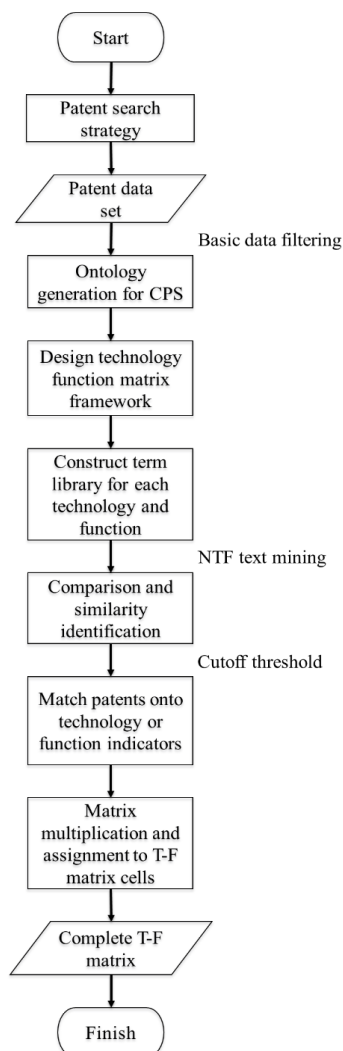 Start
Patent search
strategy
Patent data
set
Basic data filtering
Ontology
generation for CPS
Design technology
function matrix
framework
Construct term
library for each
technology and
function
NTF text mining
Comparison and
similarity
identification
Cutoff threshold
Match patents onto
technology or
function indicators
Matrix
multiplication and
assignment to T-F
matrix cells
Complete T-F
matrix
Finish